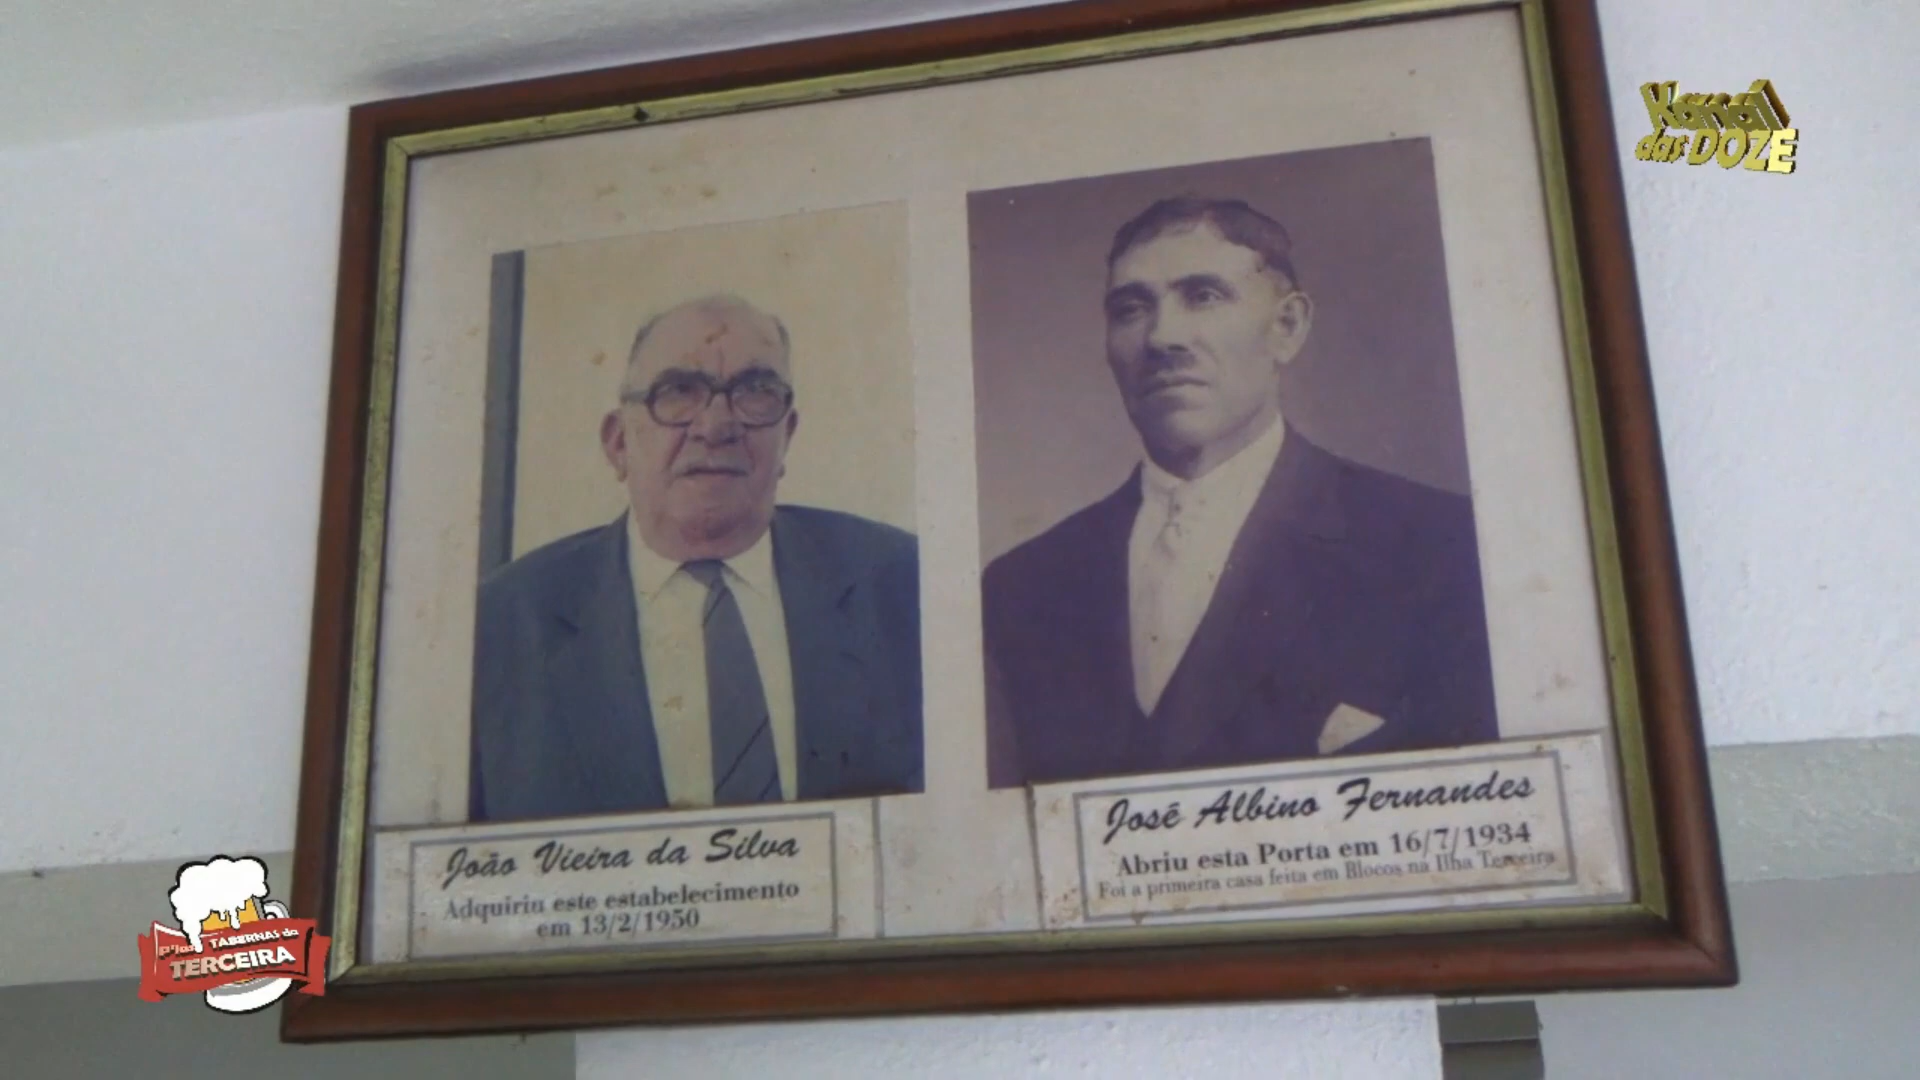 Kanal
das DOZE
João Vieira da Silva
Adquiriu este estabelecimento
em 13/2/1950
José Albino Fernandes
Abriu esta Porta em 16/7/1934
Foi a primeira casa feita em Blocos na Ilha Terceira
TABERNAS da
TERCEIRA